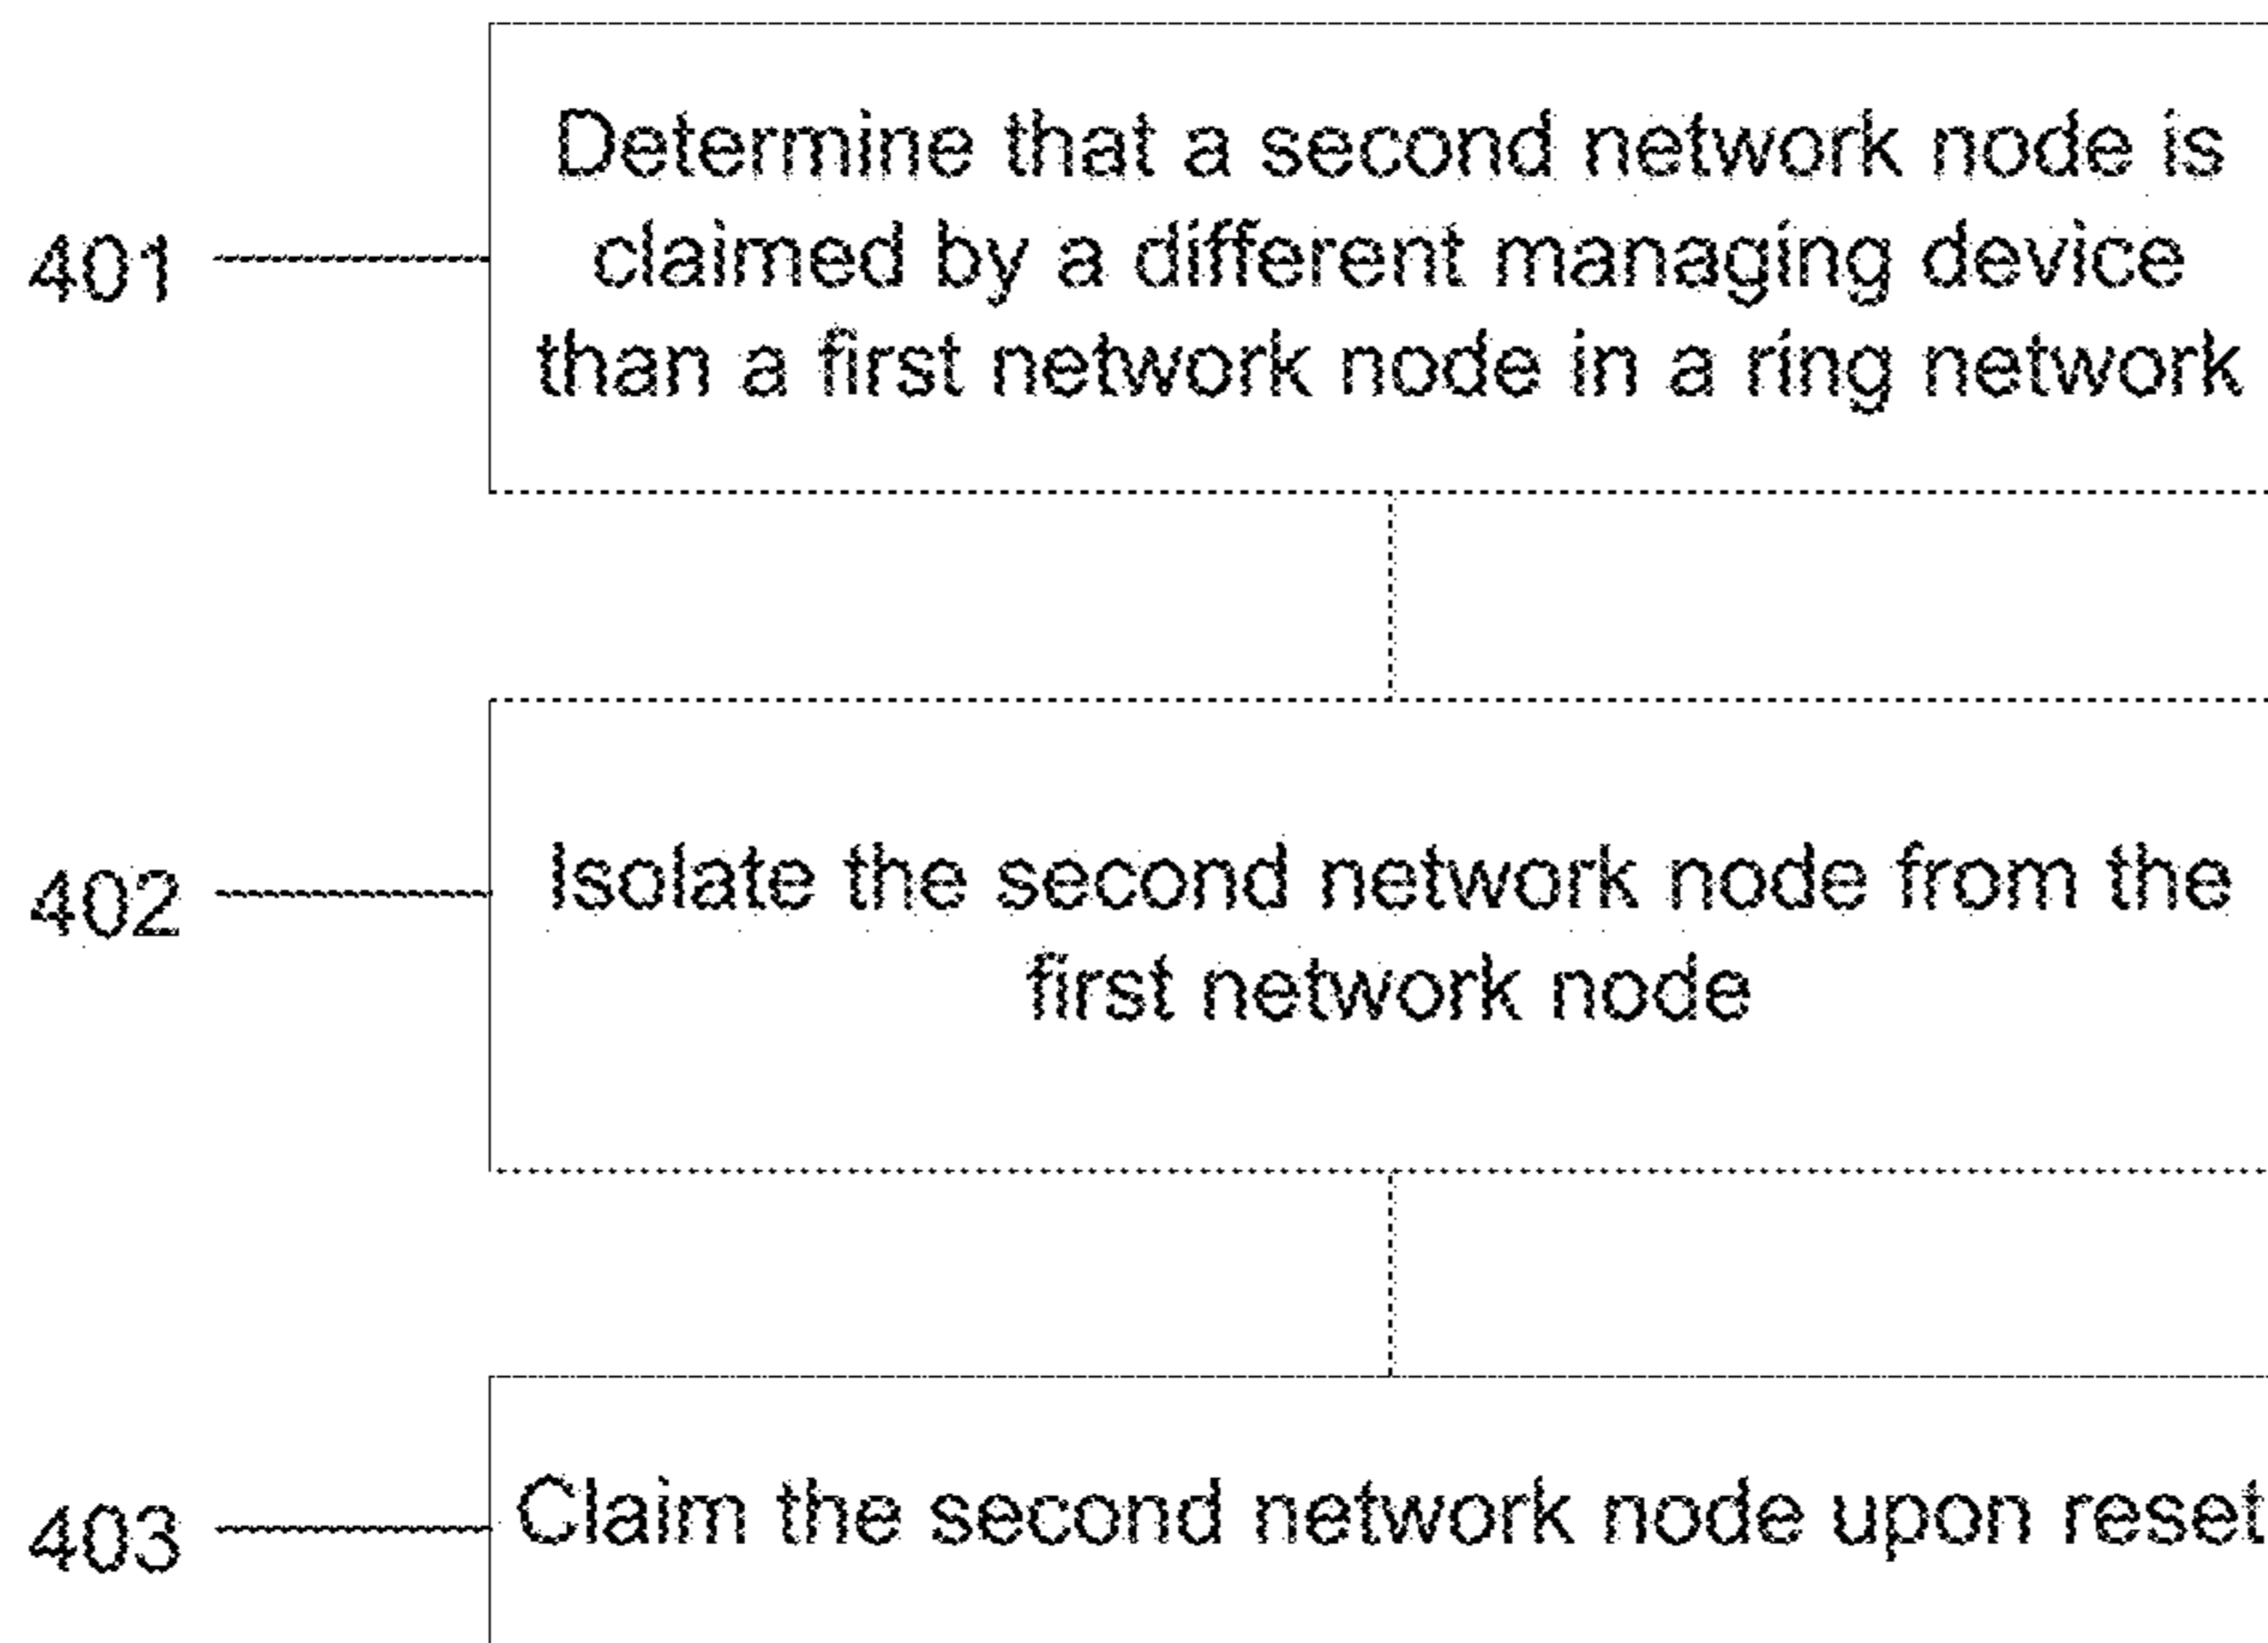 Determine that a second network node is
401
claimed by a different managing device
than a first network node in a ring network
402
Isolate the second network node from the
first network node
403
Claim the second network node upon reset